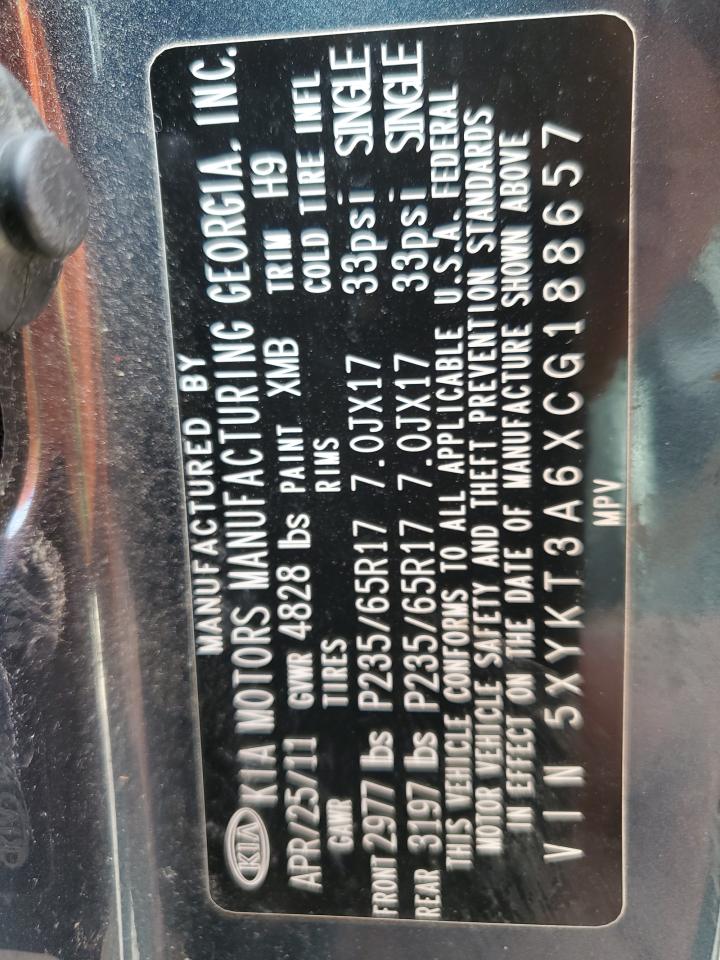 MANUFACTURED BY
KIA KIA MOTORS MANUFACTURING GEORGIA, INC.
APR/25/11 GVWR 4828 lbs PAINT XMB TRIM H9
GAWR TIRES RIMS COLD TIRE INFL
FRONT 2977 lbs P235/65R17 7.0JX17 33psi SINGLE
REAR 3197 lbs P235/65R17 7.0JX17 33psi SINGLE
THIS VEHICLE CONFORMS TO ALL APPLICABLE U.S.A. FEDERAL
MOTOR VEHICLE SAFETY AND THEFT PREVENTION STANDARDS
IN EFFECT ON THE DATE OF MANUFACTURE SHOWN ABOVE
VIN 5XYKT3A6XCG188657
MPV